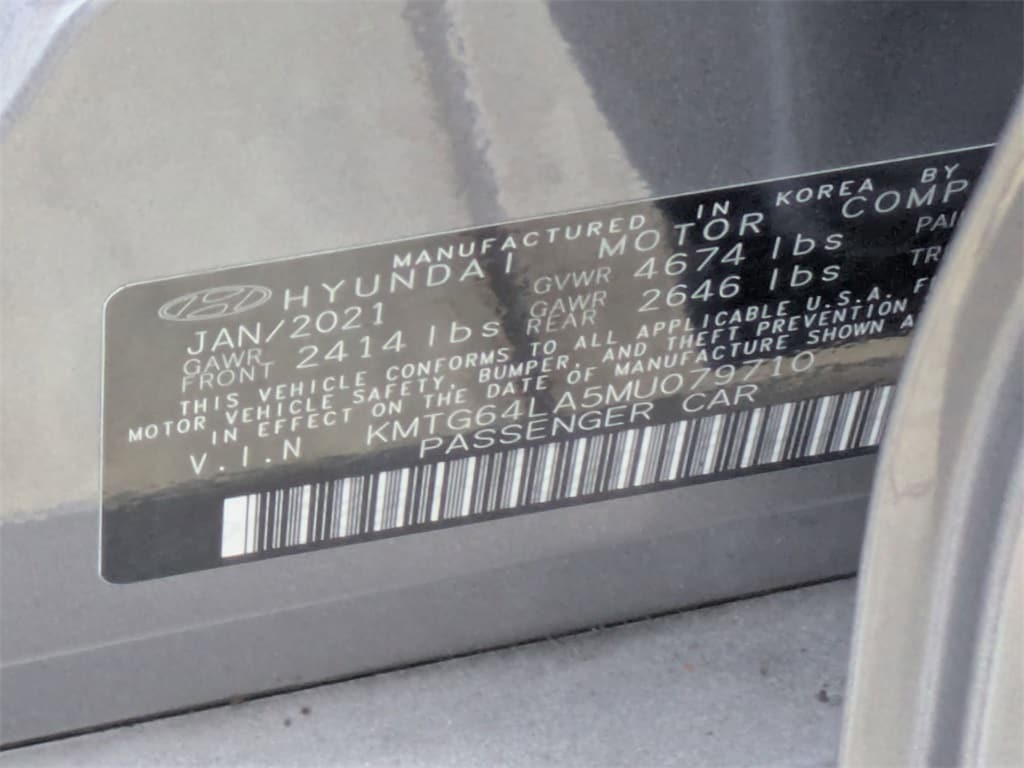 MANUFACTURED IN KOREA BY
HYUNDAI MOTOR COMP
JAN/2021 GVWR 4674 lbs PAI
GAWR FRONT 2414 lbs GAWR REAR 2646 lbs TR
THIS VEHICLE CONFORMS TO ALL APPLICABLE U.S.A. F
MOTOR VEHICLE SAFETY, BUMPER, AND THEFT PREVENTION
IN EFFECT ON THE DATE OF MANUFACTURE SHOWN A
V.I.N KMTG64LA5MU079710
PASSENGER CAR